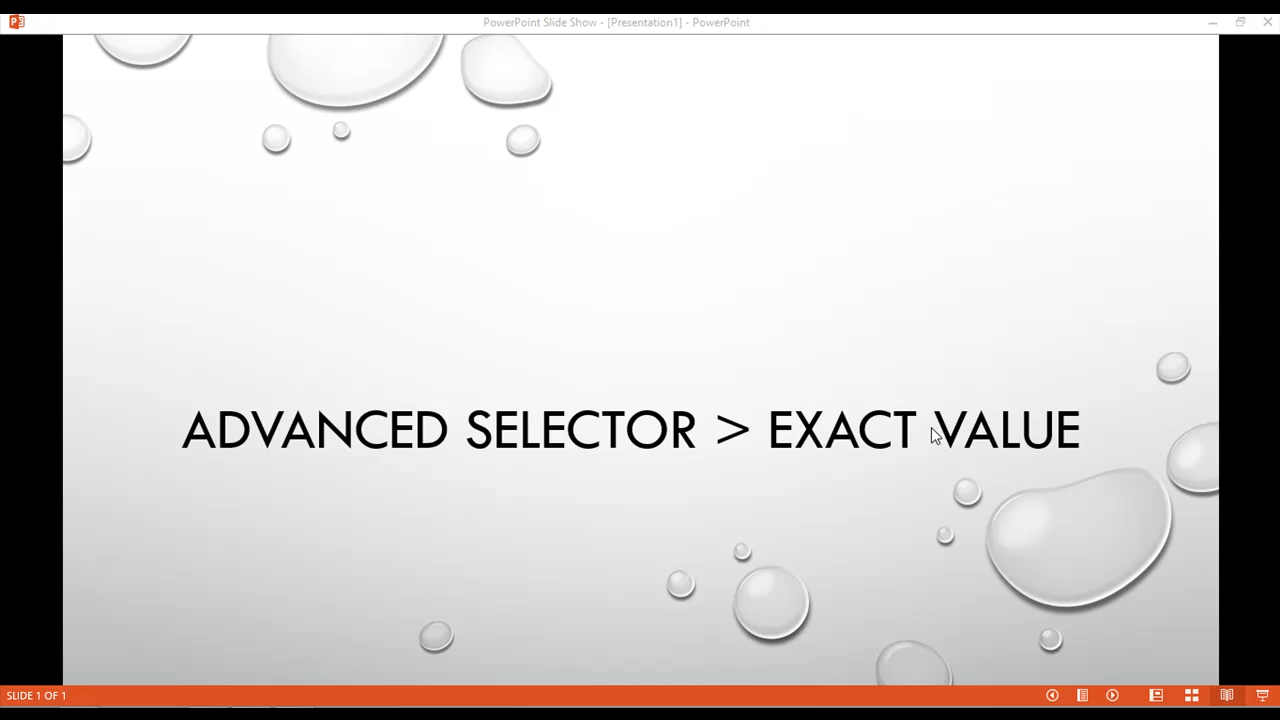 PowerPoint Slide Show - [Presentation1] - PowerPoint
ADVANCED SELECTOR > EXACT VALUE
SLIDE 1 OF 1